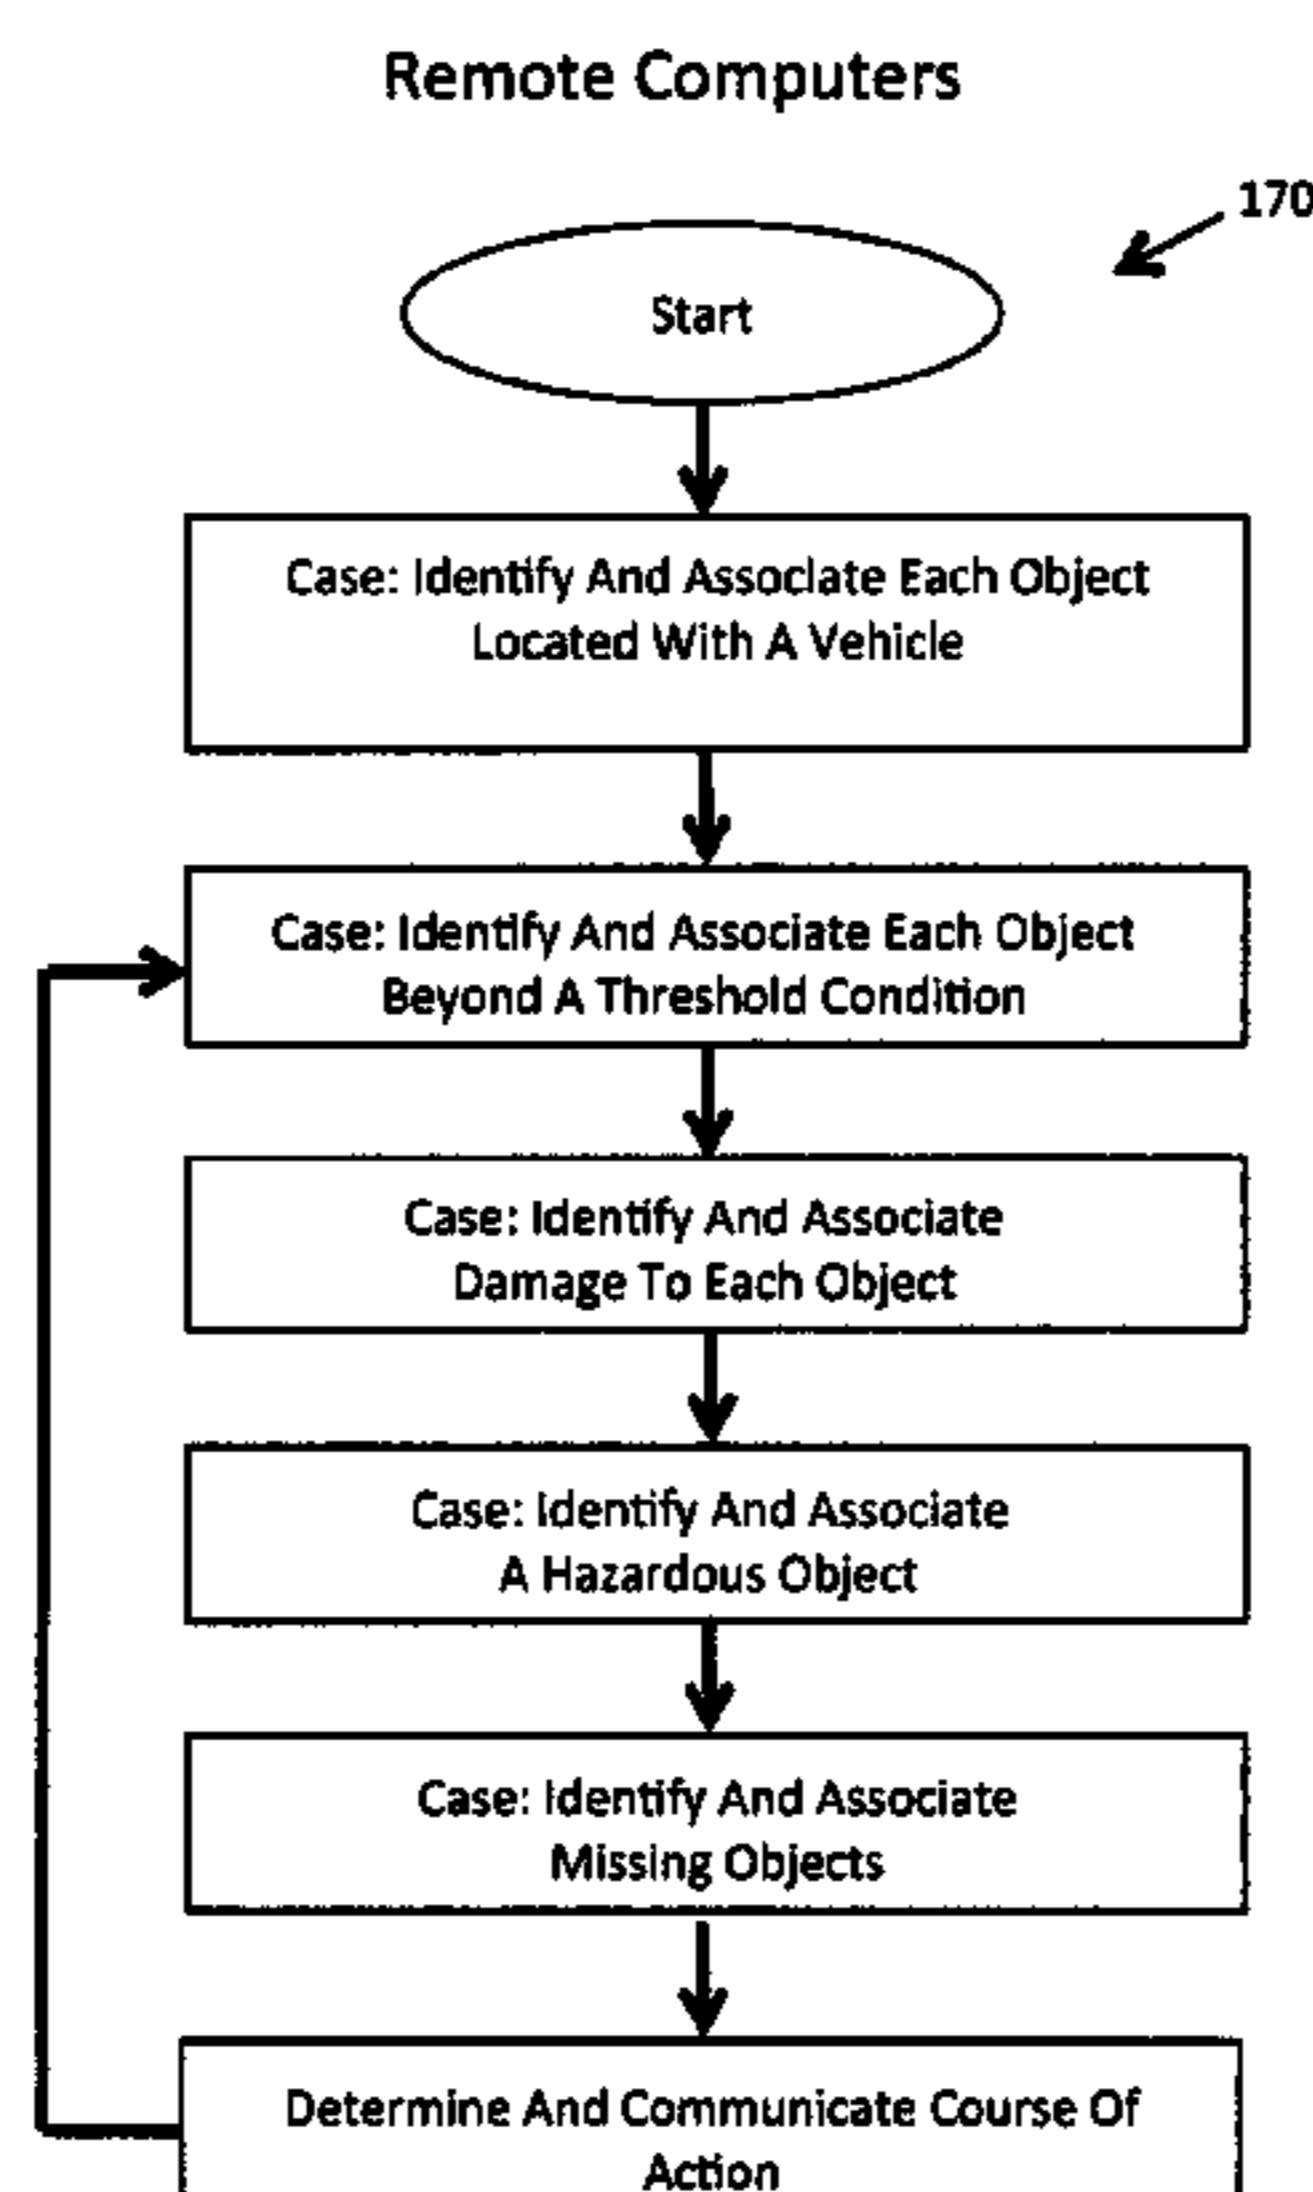 Remote Computers
170
Start
Case: Identify And Associate Each Object
Located With A Vehicle
Case: Identify And Associate Each Object
Beyond A Threshold Condition
Case: Identify And Associate
Damage To Each Object
Case: Identify And Associate
A Hazardous Object
Case: Identify And Associate
Missing Objects
Determine And Communicate Course Of
Action